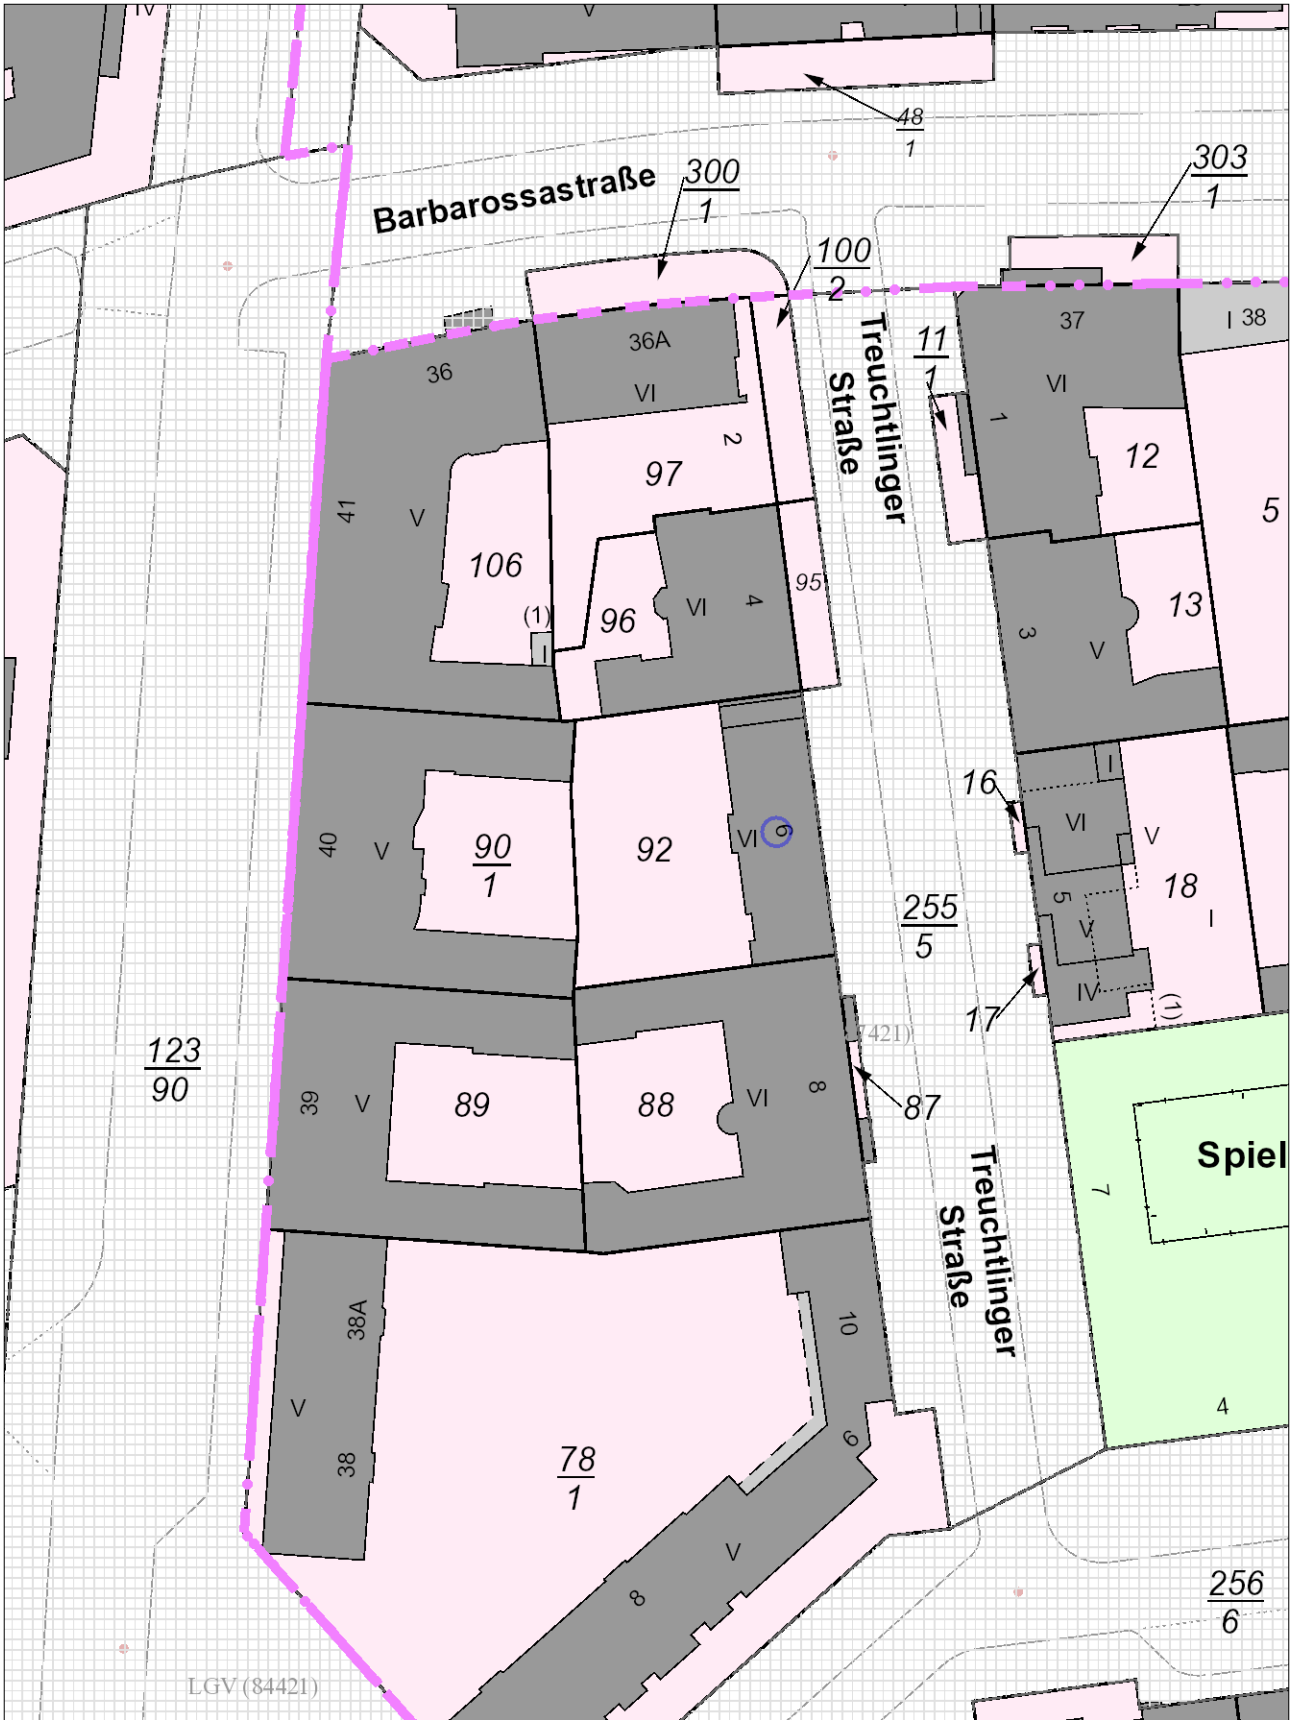 IV
V
48
1
Barbarossastraße
300
1
303
1
100
2
36
36A
VI
2
97
Treuchtlinger
Straße
11
1
37
I 38
VI
1
12
5
41
V
106
(1)
I
96
VI
4
95
3
V
13
16
I
VI
V
18
I
5
V
IV
(1)
17
40
V
90
1
92
VI
6
255
5
7421)
87
123
90
39
V
89
88
VI
8
Treuchtlinger
Straße
Spiel
7
4
38A
V
38
78
1
10
6
V
8
256
6
LGV (84421)